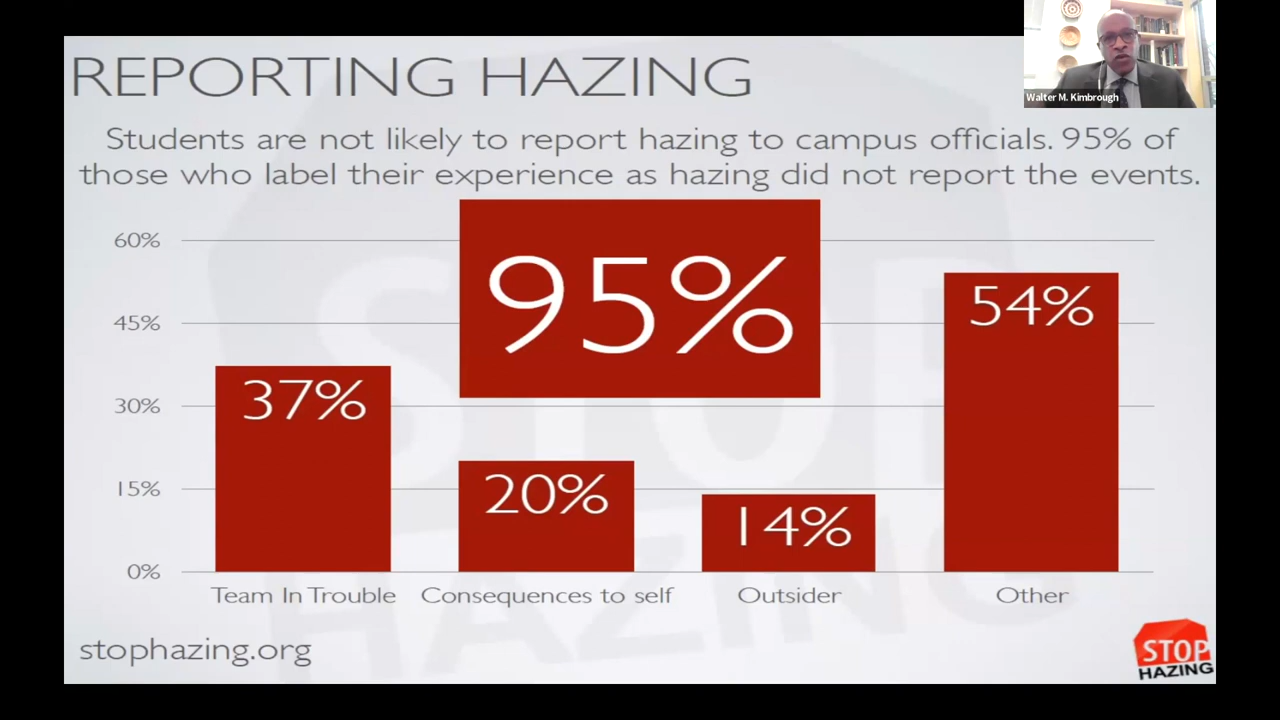 REPORTING HAZING
Walter M. Kimbrough
Students are not likely to report hazing to campus officials. 95% of
those who label their experience as hazing did not report the events.
60%
45%
30%
15%
0%
95%
37%
20%
14%
54%
Team In Trouble
Consequences to self
Outsider
Other
stophazing.org
STOP
HAZING
STOP
HAZING